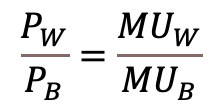 P_W / P_B = MU_W / MU_B